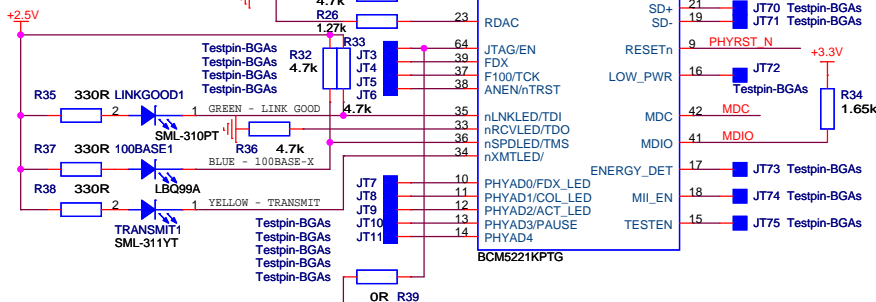 4.7k
+2.5V
R26
1.27k
23 RDAC
SD+ 21 JT70 Testpin-BGAs
SD- 19 JT71 Testpin-BGAs
Testpin-BGAs
Testpin-BGAs
Testpin-BGAs
Testpin-BGAs
R32
4.7k
R33
4.7k
JT3
JT4
JT5
JT6
64 JTAG/EN
39 FDX
37 F100/TCK
38 ANEN/nTRST
RESETn 9 PHYRST_N
+3.3V
LOW_PWR 16 JT72
Testpin-BGAs
R34
1.65k
R35 330R LINKGOOD1
2 1 GREEN - LINK GOOD
SML-310PT
35 nLNKLED/TDI
33 nRCVLED/TDO
36 nSPDLED/TMS
34 nXMTLED/
MDC 42 MDC
MDIO 41 MDIO
R36 4.7k
R37 330R 100BASE1
2 1 BLUE - 100BASE-X
LBQ99A
R38 330R
2 1 YELLOW - TRANSMIT
TRANSMIT1
SML-311YT
ENERGY_DET 17 JT73 Testpin-BGAs
MII_EN 18 JT74 Testpin-BGAs
TESTEN 15 JT75 Testpin-BGAs
JT7
JT8
JT9
JT10
JT11
10 PHYAD0/FDX_LED
11 PHYAD1/COL_LED
12 PHYAD2/ACT_LED
13 PHYAD3/PAUSE
14 PHYAD4
Testpin-BGAs
Testpin-BGAs
Testpin-BGAs
Testpin-BGAs
Testpin-BGAs
BCM5221KPTG
0R R39